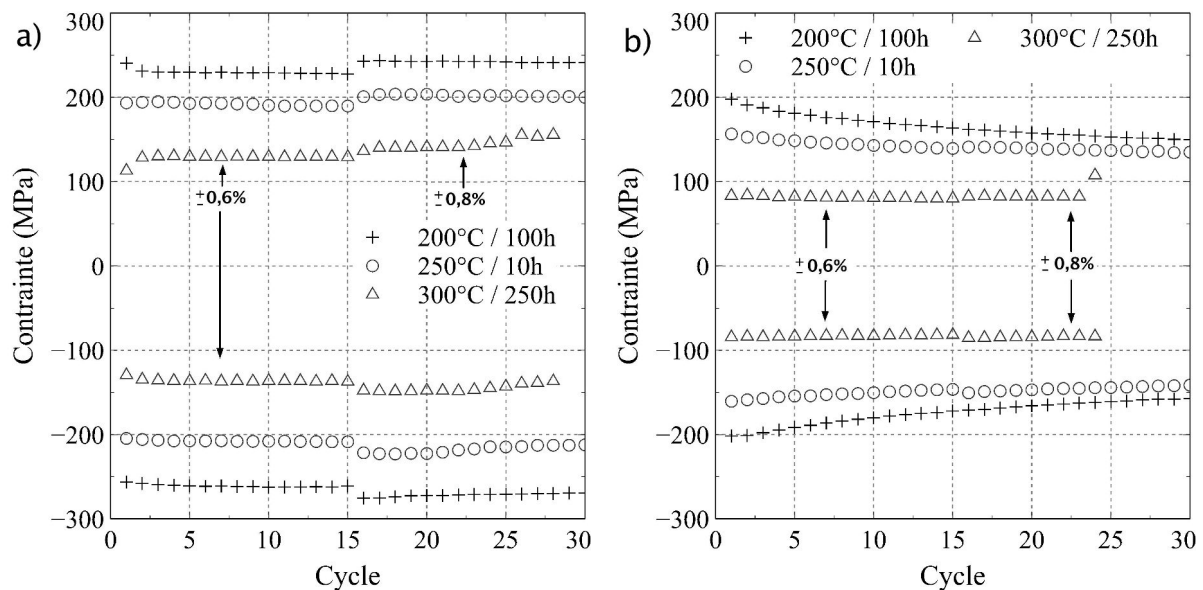 a)
300
200
100
0
−100
−200
−300
Contrainte (MPa)
± 0,6%
± 0,8%
200°C / 100h
250°C / 10h
300°C / 250h
0 5 10 15 20 25 30
Cycle
b)
200°C / 100h 300°C / 250h
250°C / 10h
300
200
100
0
−100
−200
−300
Contrainte (MPa)
± 0,6%
± 0,8%
0 5 10 15 20 25 30
Cycle